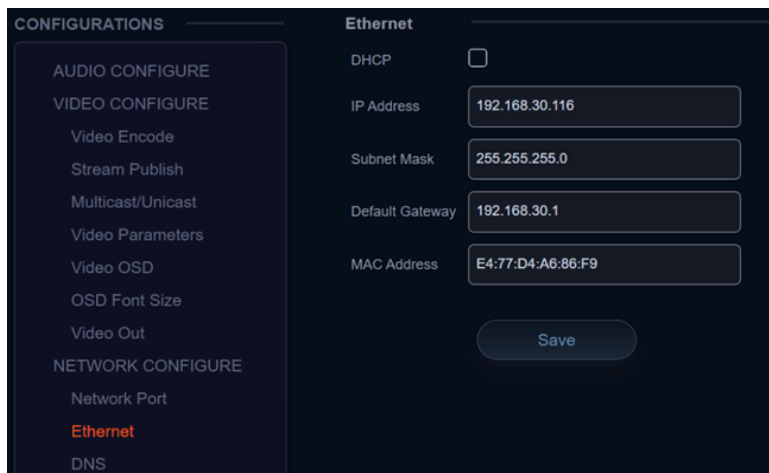 CONFIGURATIONS
AUDIO CONFIGURE
VIDEO CONFIGURE
Video Encode
Stream Publish
Multicast/Unicast
Video Parameters
Video OSD
OSD Font Size
Video Out
NETWORK CONFIGURE
Network Port
Ethernet
DNS
Ethernet
DHCP
IP Address 192.168.30.116
Subnet Mask 255.255.255.0
Default Gateway 192.168.30.1
MAC Address E4:77:D4:A6:86:F9
Save